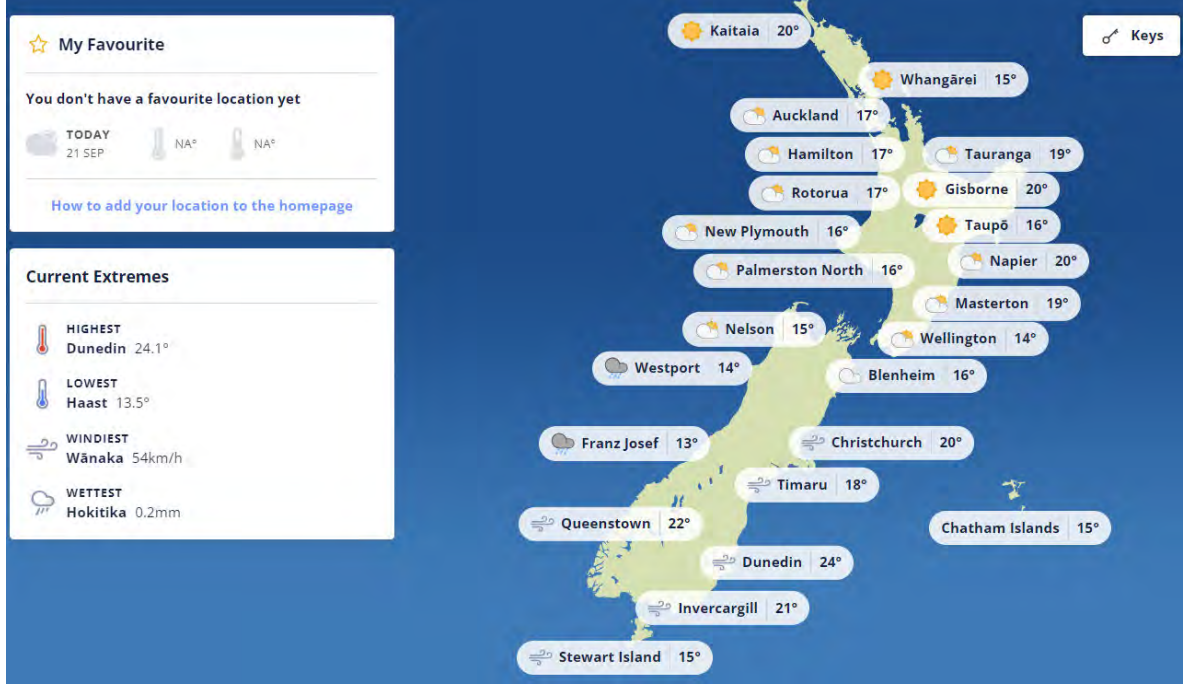 My Favourite
You don't have a favourite location yet
TODAY
21 SEP
NA°
NA°
How to add your location to the homepage
Current Extremes
HIGHEST
Dunedin 24.1°
LOWEST
Haast 13.5°
WINDIEST
Wānaka 54km/h
WETTEST
Hokitika 0.2mm
Keys
Kaitaia 20°
Whangārei 15°
Auckland 17°
Hamilton 17°
Tauranga 19°
Rotorua 17°
Gisborne 20°
New Plymouth 16°
Taupō 16°
Palmerston North 16°
Napier 20°
Masterton 19°
Nelson 15°
Wellington 14°
Westport 14°
Blenheim 16°
Franz Josef 13°
Christchurch 20°
Timaru 18°
Queenstown 22°
Chatham Islands 15°
Dunedin 24°
Invercargill 21°
Stewart Island 15°